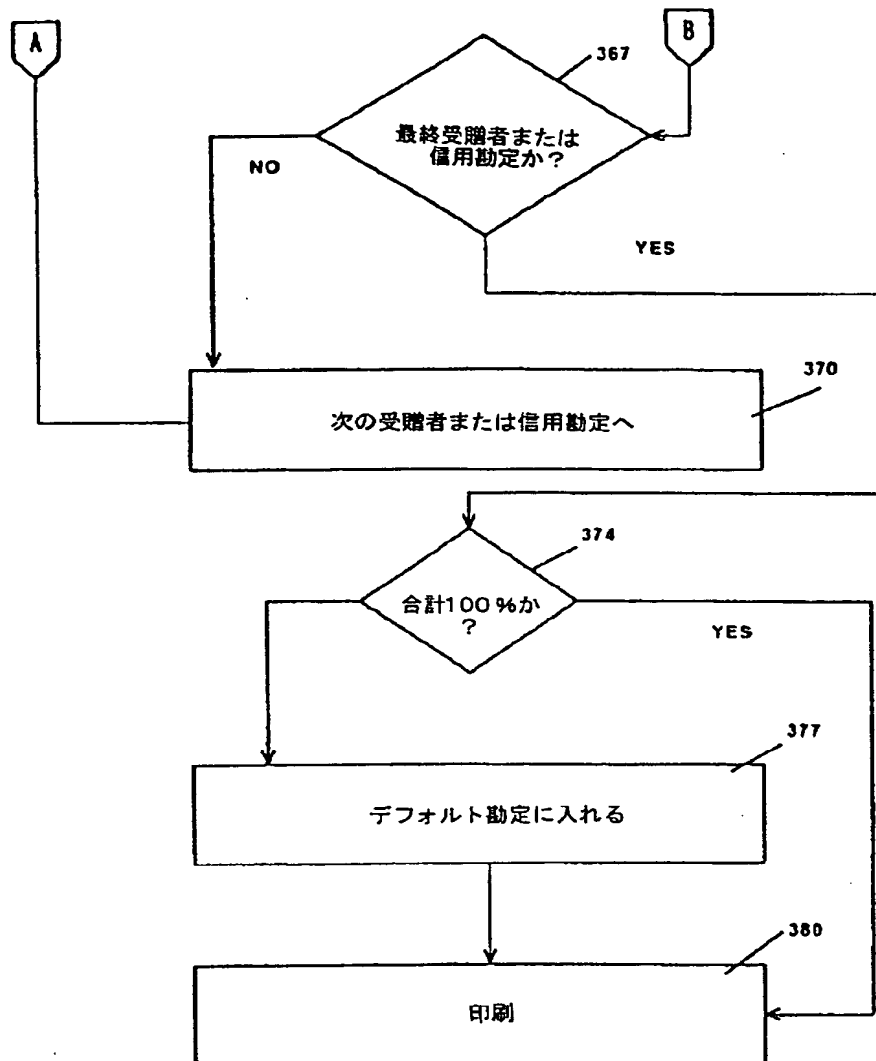 A
B
367
最終受贈者または
信用勘定か？
NO
YES
370
次の受贈者または信用勘定へ
374
合計100％か
？
YES
377
デフォルト勘定に入れる
380
印刷